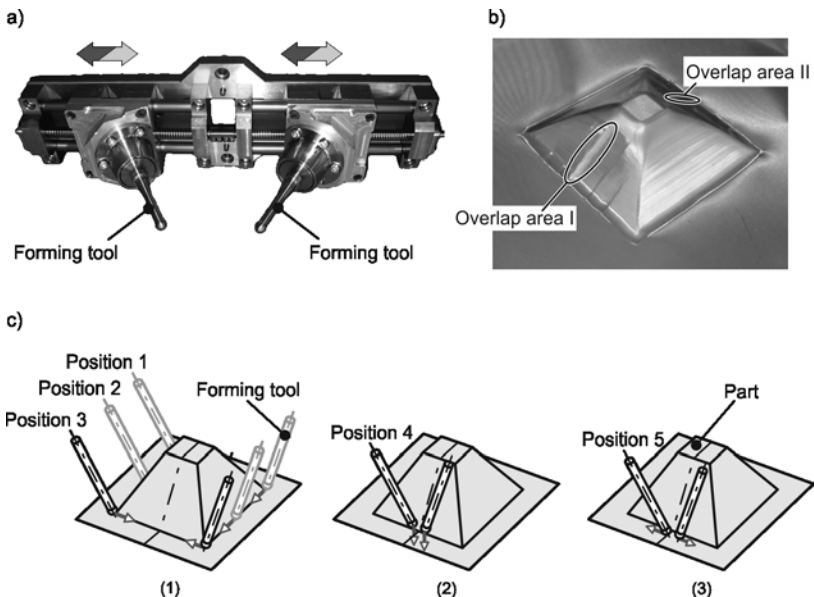 a)
Forming tool
Forming tool
b)
Overlap area II
Overlap area I
c)
Position 1
Position 2
Position 3
Forming tool
(1)
Position 4
(2)
Part
Position 5
(3)